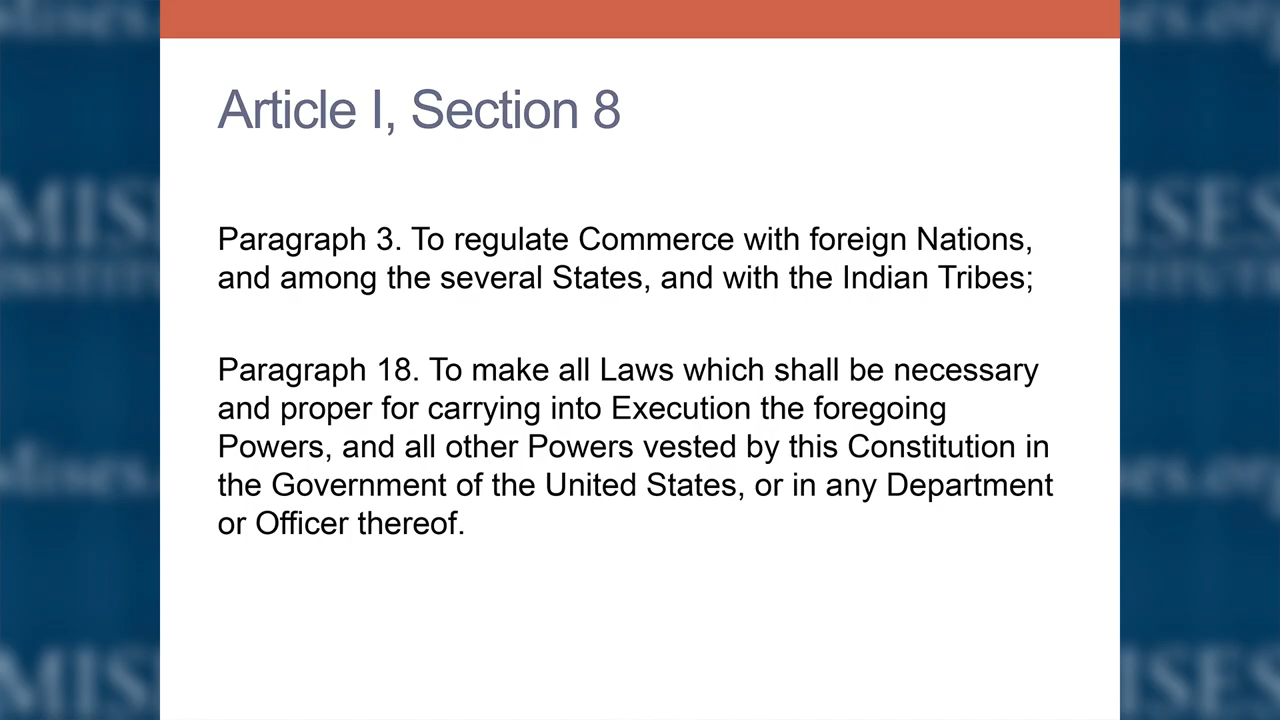 Article I, Section 8
Paragraph 3. To regulate Commerce with foreign Nations,
and among the several States, and with the Indian Tribes;
Paragraph 18. To make all Laws which shall be necessary
and proper for carrying into Execution the foregoing
Powers, and all other Powers vested by this Constitution in
the Government of the United States, or in any Department
or Officer thereof.